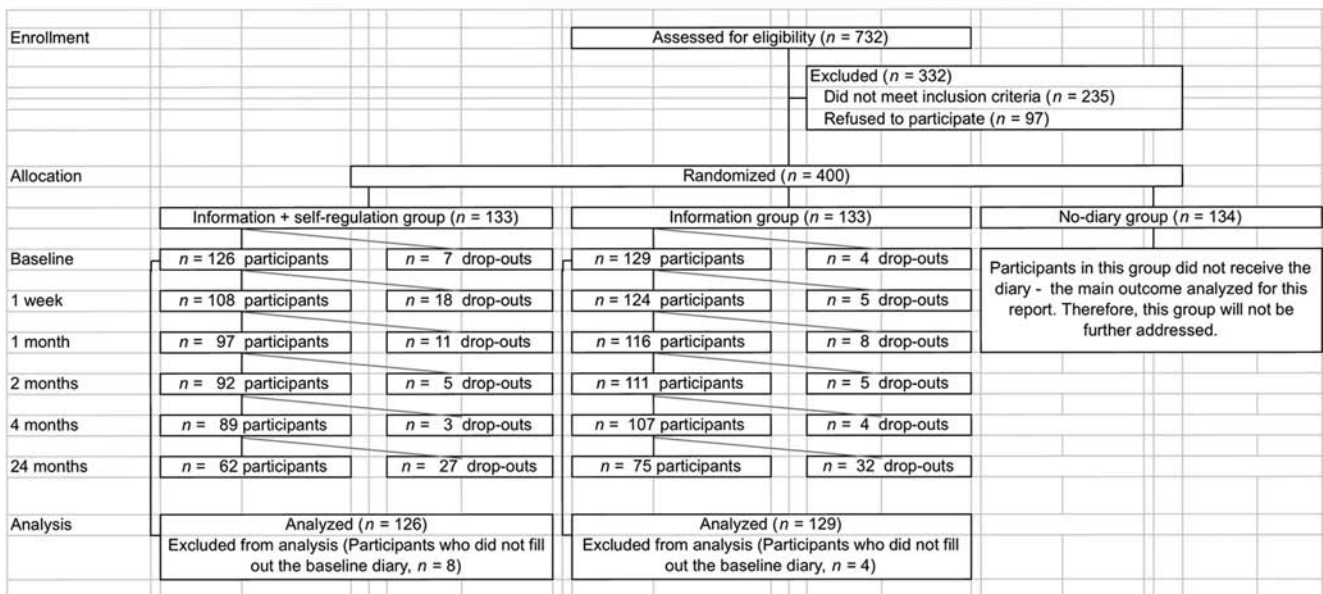 Enrollment
Assessed for eligibility (n = 732)
Excluded (n = 332)
Did not meet inclusion criteria (n = 235)
Refused to participate (n = 97)
Allocation
Randomized (n = 400)
Information + self-regulation group (n = 133)
Information group (n = 133)
No-diary group (n = 134)
Baseline
n = 126 participants
n = 7 drop-outs
n = 129 participants
n = 4 drop-outs
Participants in this group did not receive the
diary - the main outcome analyzed for this
report. Therefore, this group will not be
further addressed.
1 week
n = 108 participants
n = 18 drop-outs
n = 124 participants
n = 5 drop-outs
1 month
n = 97 participants
n = 11 drop-outs
n = 116 participants
n = 8 drop-outs
2 months
n = 92 participants
n = 5 drop-outs
n = 111 participants
n = 5 drop-outs
4 months
n = 89 participants
n = 3 drop-outs
n = 107 participants
n = 4 drop-outs
24 months
n = 62 participants
n = 27 drop-outs
n = 75 participants
n = 32 drop-outs
Analysis
Analyzed (n = 126)
Excluded from analysis (Participants who did not fill
out the baseline diary, n = 8)
Analyzed (n = 129)
Excluded from analysis (Participants who did not fill
out the baseline diary, n = 4)